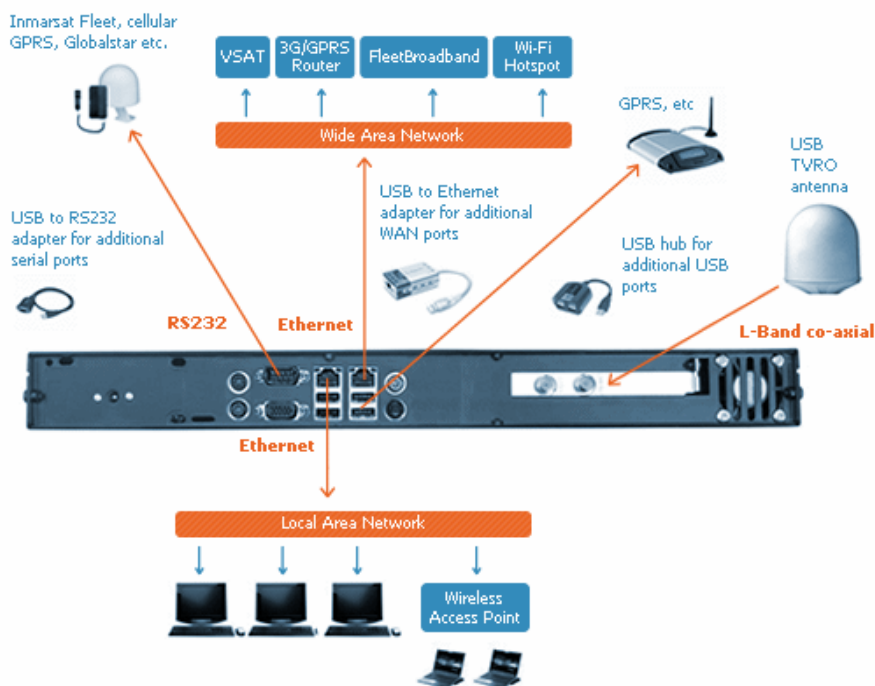 Inmarsat Fleet, cellular
GPRS, Globalstar etc.
VSAT
3G/GPRS
Router
FleetBroadband
Wi-Fi
Hotspot
Wide Area Network
GPRS, etc
USB
TVRO
antenna
USB to RS232
adapter for additional
serial ports
USB to Ethernet
adapter for additional
WAN ports
USB hub for
additional USB
ports
RS232
Ethernet
L-Band co-axial
Ethernet
Local Area Network
Wireless
Access Point